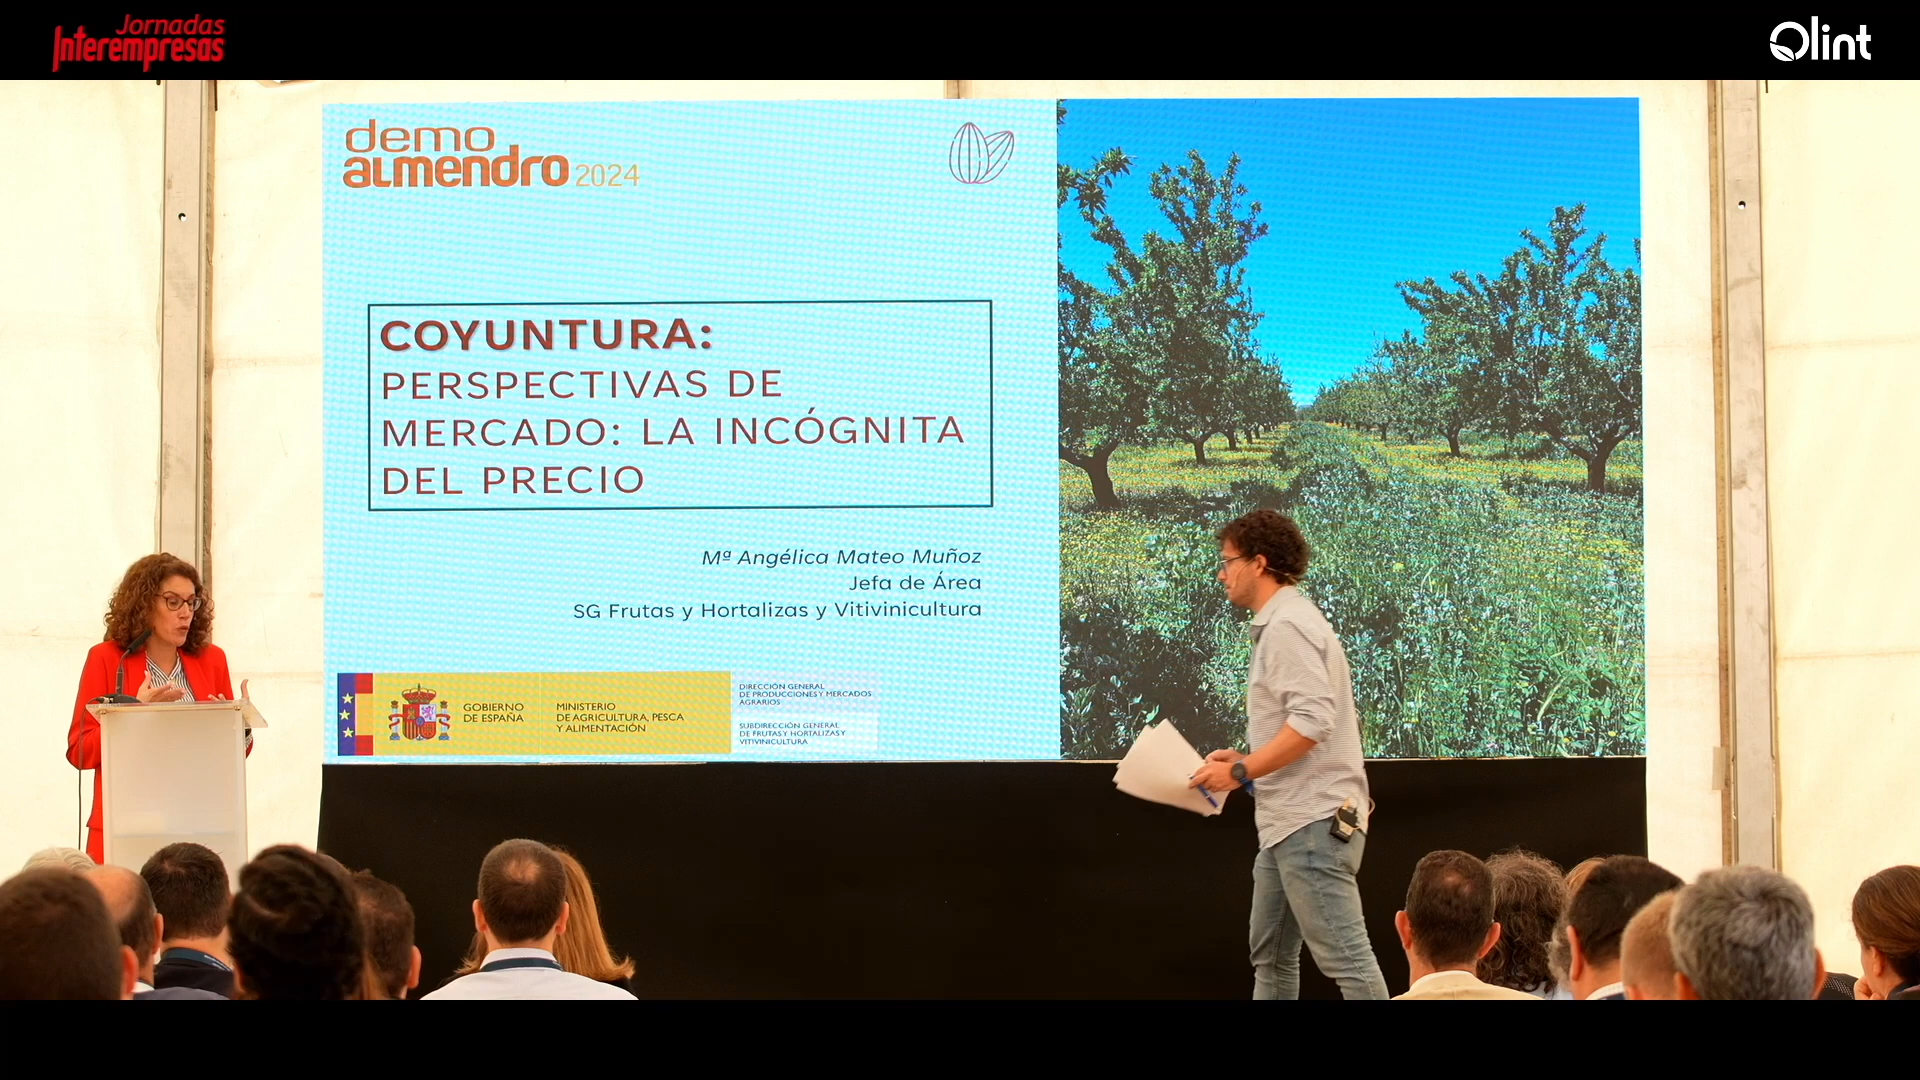 Jornadas
Interempresas
Olint
demo
almendro 2024
COYUNTURA:
PERSPECTIVAS DE
MERCADO: LA INCÓGNITA
DEL PRECIO
Mª Angélica Mateo Muñoz
Jefa de Área
SG Frutas y Hortalizas y Vitivinicultura
GOBIERNO
DE ESPAÑA
MINISTERIO
DE AGRICULTURA, PESCA
Y ALIMENTACIÓN
DIRECCIÓN GENERAL
DE PRODUCCIONES Y MERCADOS
AGRARIOS
SUBDIRECCIÓN GENERAL
DE FRUTAS Y HORTALIZAS Y
VITIVINICULTURA